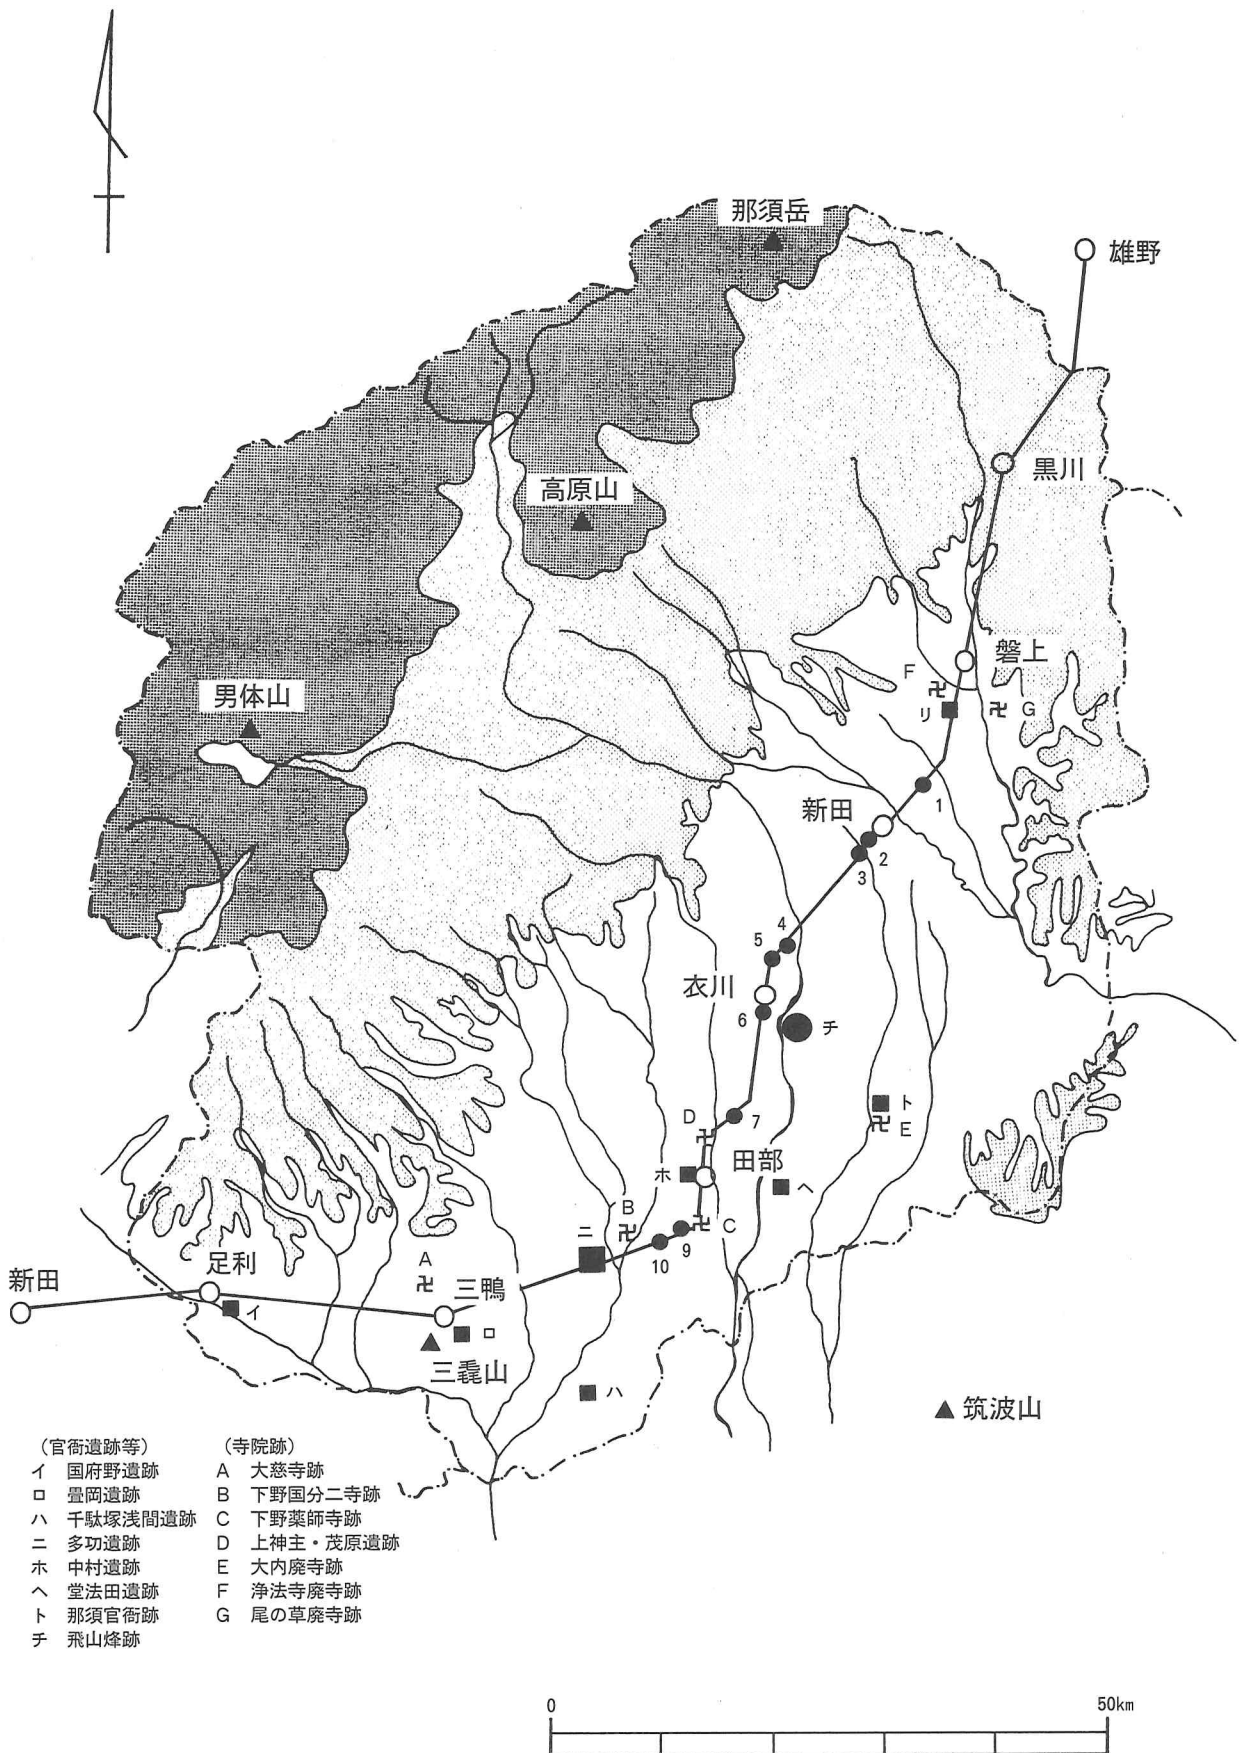 那須岳
雄野
黒川
高原山
磐上
F
リ
G
男体山
1
新田
2
3
4
5
衣川
6
チ
D
7
ト
E
ホ
田部
ヘ
B
C
ニ
9
10
A
足利
新田
三鴨
イ
ロ
三毳山
ハ
筑波山
(官衙遺跡等)
イ 国府野遺跡
ロ 畳岡遺跡
ハ 千駄塚浅間遺跡
ニ 多功遺跡
ホ 中村遺跡
ヘ 堂法田遺跡
ト 那須官衙跡
チ 飛山烽跡
(寺院跡)
A 大慈寺跡
B 下野国分二寺跡
C 下野薬師寺跡
D 上神主・茂原遺跡
E 大内廃寺跡
F 浄法寺廃寺跡
G 尾の草廃寺跡
0
50km